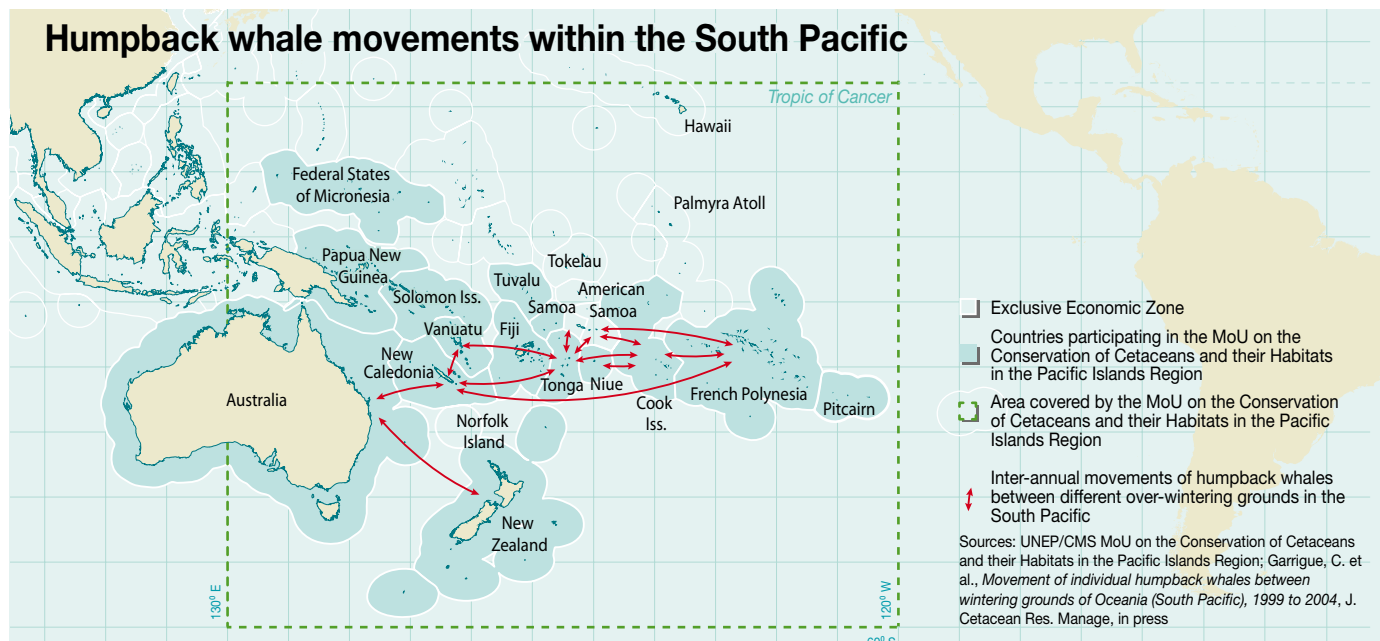 Humpback whale movements within the South Pacific
Tropic of Cancer
Hawaii
Federal States
of Micronesia
Palmyra Atoll
Papua New
Guinea
Tokelau
Tuvalu
American
Samoa
Solomon Iss.
Samoa
Vanuatu
Fiji
New
Caledonia
Tonga
Niue
Australia
French Polynesia
Cook
Iss.
Pitcairn
Norfolk
Island
New
Zealand
130⁰ E
120⁰ W
Exclusive Economic Zone
Countries participating in the MoU on the
Conservation of Cetaceans and their Habitats
in the Pacific Islands Region
Area covered by the MoU on the Conservation
of Cetaceans and their Habitats in the Pacific
Islands Region
Inter-annual movements of humpback whales
between different over-wintering grounds in the
South Pacific
Sources: UNEP/CMS MoU on the Conservation of Cetaceans
and their Habitats in the Pacific Islands Region; Garrigue, C. et
al., Movement of individual humpback whales between
wintering grounds of Oceania (South Pacific), 1999 to 2004, J.
Cetacean Res. Manage, in press